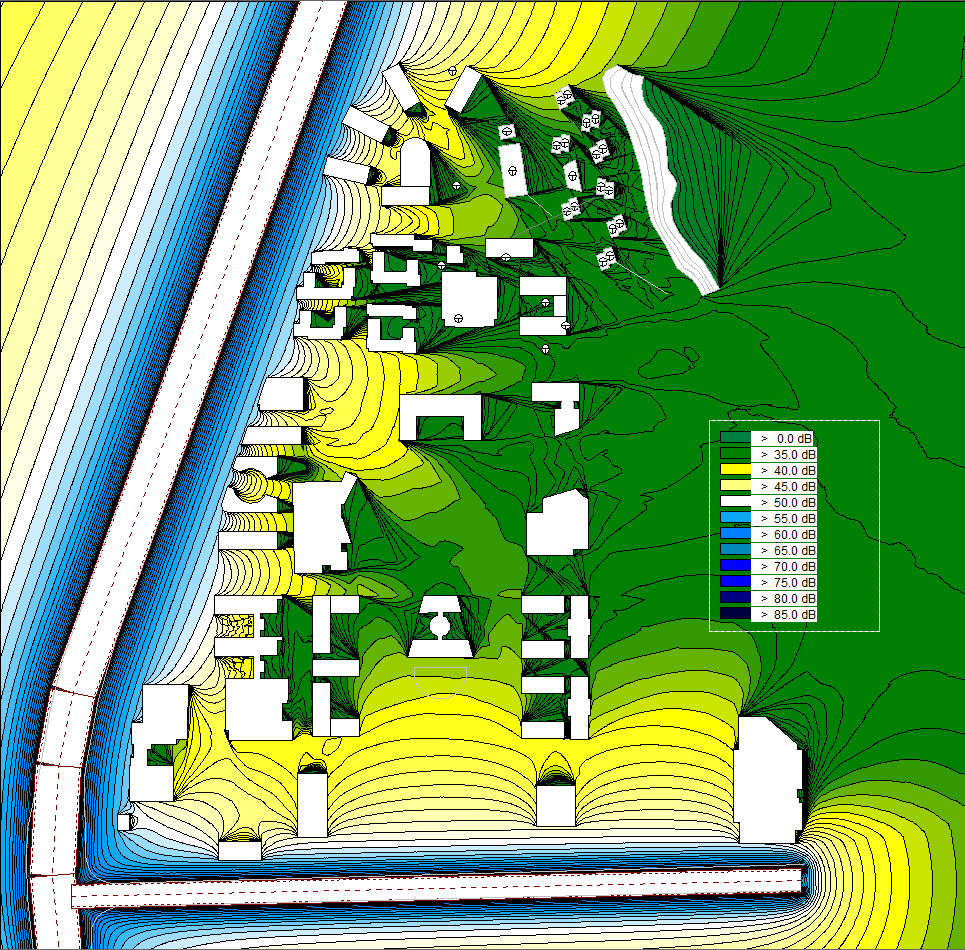 > 0.0 dB
> 35.0 dB
> 40.0 dB
> 45.0 dB
> 50.0 dB
> 55.0 dB
> 60.0 dB
> 65.0 dB
> 70.0 dB
> 75.0 dB
> 80.0 dB
> 85.0 dB